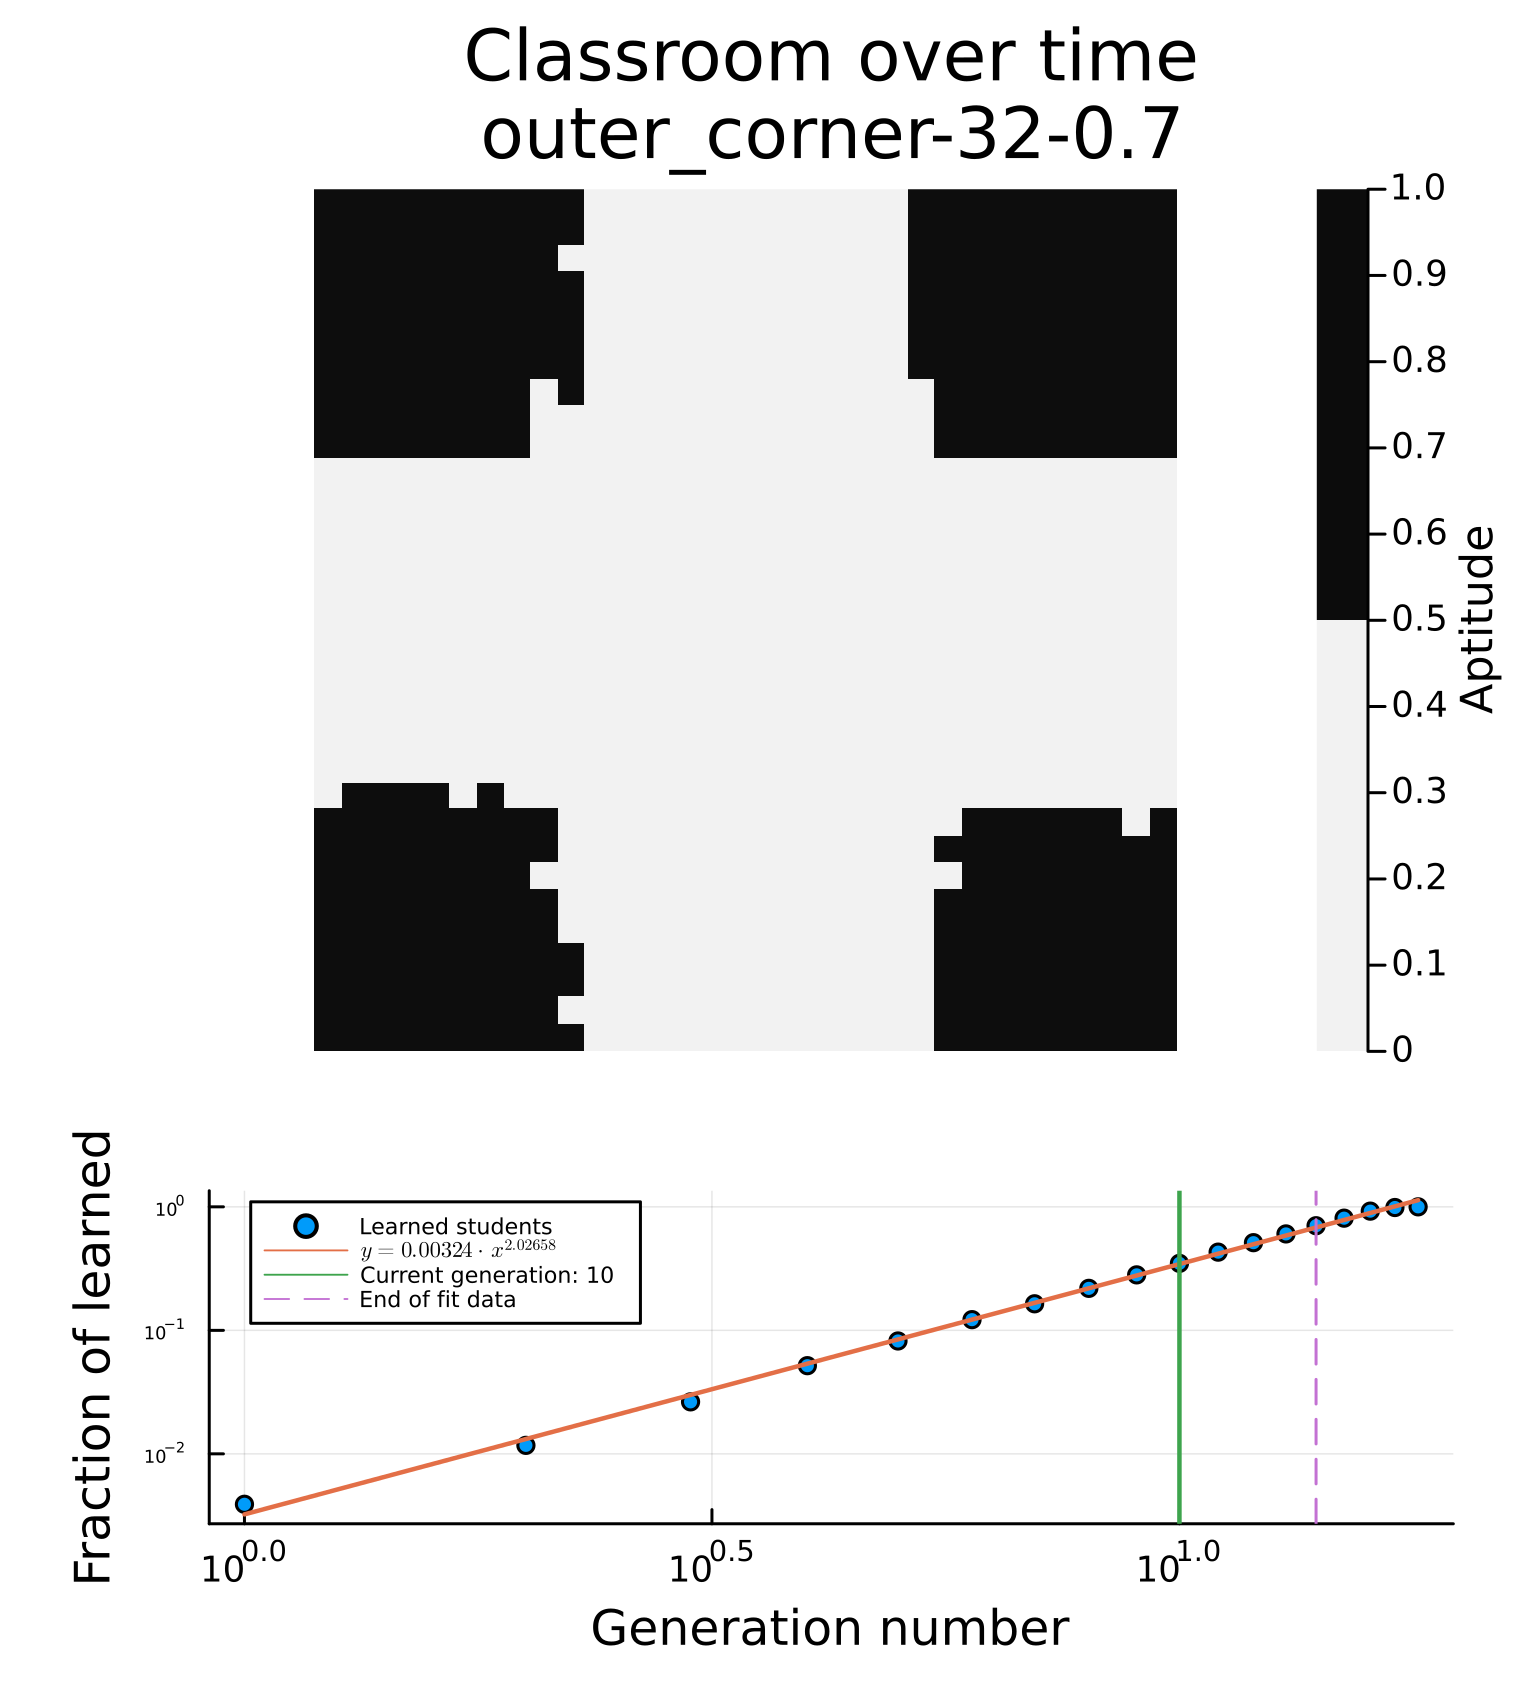 Classroom over time
outer_corner-32-0.7
1.0
0.9
0.8
0.7
0.6
0.5
0.4
0.3
0.2
0.1
0
Aptitude
Fraction of learned
10⁰
10⁻¹
10⁻²
Learned students
y = 0.00324 · x^2.02658
Current generation: 10
End of fit data
10^0.0
10^0.5
10^1.0
Generation number